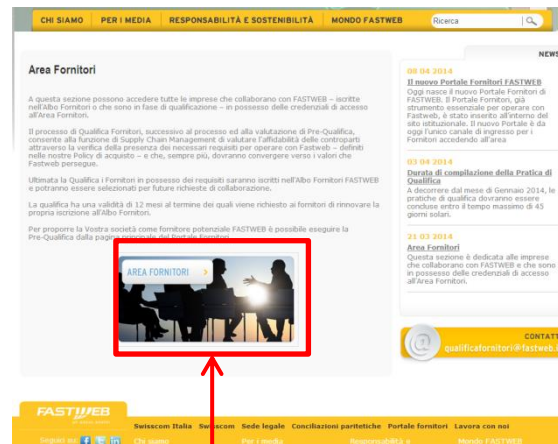 CHI SIAMO PER I MEDIA RESPONSABILITÀ E SOSTENIBILITÀ MONDO FASTWEB Ricerca
Area Fornitori
A questa sezione possono accedere tutte le imprese che collaborano con FASTWEB – iscritte
nell'Albo Fornitori o che sono in fase di qualificazione – in possesso delle credenziali di accesso
all'Area Fornitori.
Il processo di Qualifica Fornitori, successivo al processo ed alla valutazione di Pre-Qualifica,
consente alla funzione di Supply Chain Management di valutare l'affidabilità delle controparti
attraverso la verifica della presenza dei necessari requisiti per operare con Fastweb – definiti
nelle nostre Policy di acquisto – e che, sempre più, dovranno convergere verso i valori che
Fastweb persegue.
Ultimata la Qualifica i Fornitori in possesso dei requisiti saranno iscritti nell'Albo Fornitori FASTWEB
e potranno essere selezionati per future richieste di collaborazione.
La qualifica ha una validità di 12 mesi al termine dei quali viene richiesto ai fornitori di rinnovare la
propria iscrizione all'Albo Fornitori.
Per proporre la Vostra società come fornitore potenziale FASTWEB è possibile eseguire la
Pre-Qualifica dalla pagina principale del Portale Fornitori.
AREA FORNITORI >
NEWS
08 04 2014
Il nuovo Portale Fornitori FASTWEB
Oggi nasce il nuovo Portale Fornitori di
FASTWEB. Il Portale Fornitori, già
strumento essenziale per operare con
Fastweb, è stato inserito all'interno del
sito istituzionale. Il nuovo Portale è da
oggi l'unico canale di ingresso per i
Fornitori accedendo all'area
03 04 2014
Durata di compilazione della Pratica di
Qualifica
A decorrere dal mese di Gennaio 2014, le
pratiche di qualifica dovranno essere
concluse entro il tempo massimo di 45
giorni solari.
21 03 2014
Area Fornitori
Questa sezione è dedicata alle imprese
che collaborano con FASTWEB e che sono
in possesso delle credenziali di accesso
all'Area Fornitori.
CONTATT
qualificafornitori@fastweb.i
FASTWEB
Swisscom Italia Swisscom Sede legale Conciliazioni paritetiche Portale fornitori Lavora con noi
Seguici su: Chi siamo Per i media Responsabilità e Mondo FASTWEB